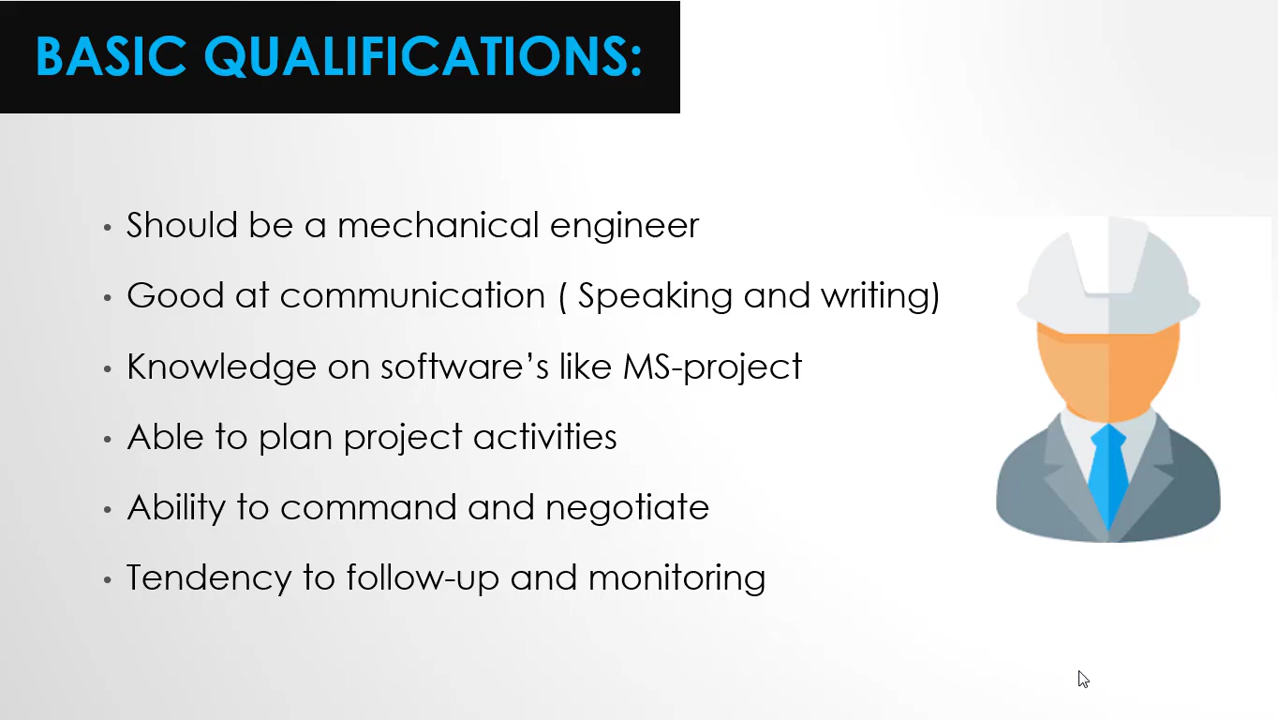 BASIC QUALIFICATIONS:
• Should be a mechanical engineer
• Good at communication ( Speaking and writing)
• Knowledge on software’s like MS-project
• Able to plan project activities
• Ability to command and negotiate
• Tendency to follow-up and monitoring